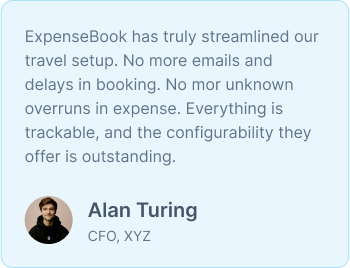 ExpenseBook has truly streamlined our
travel setup. No more emails and
delays in booking. No mor unknown
overruns in expense. Everything is
trackable, and the configurability they
offer is outstanding.
Alan Turing
CFO, XYZ